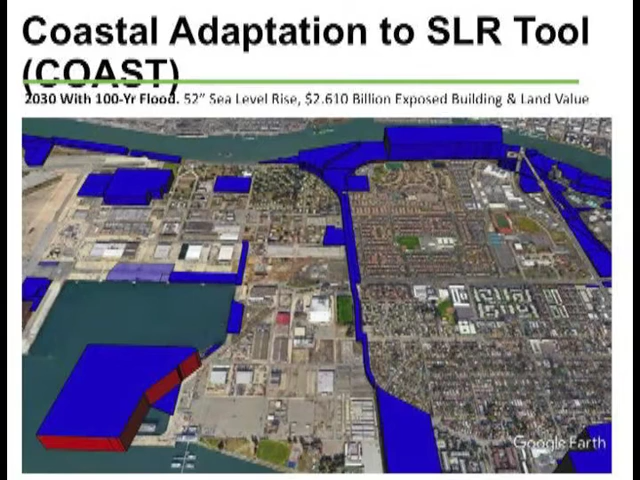 Coastal Adaptation to SLR Tool
(COAST)
2030 With 100-Yr Flood. 52" Sea Level Rise, $2.610 Billion Exposed Building & Land Value
Google Earth